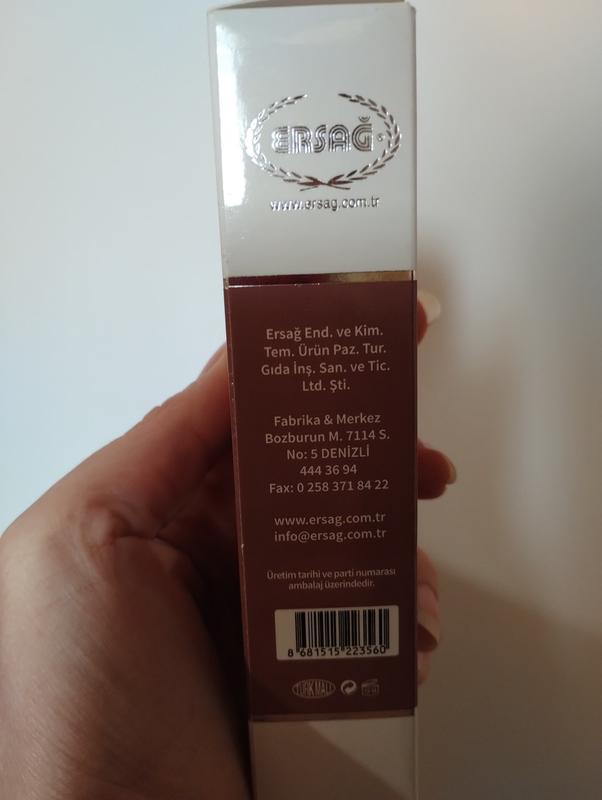 ERSAĞ
www.ersag.com.tr
Ersağ End. ve Kim.
Tem. Ürün Paz. Tur.
Gıda İnş. San. ve Tic.
Ltd. Şti.
Fabrika & Merkez
Bozburun M. 7114 S.
No: 5 DENİZLİ
444 36 94
Fax: 0 258 371 84 22
www.ersag.com.tr
info@ersag.com.tr
Üretim tarihi ve parti numarası
ambalaj üzerindedir.
8 681515 223560
TÜRK MALI